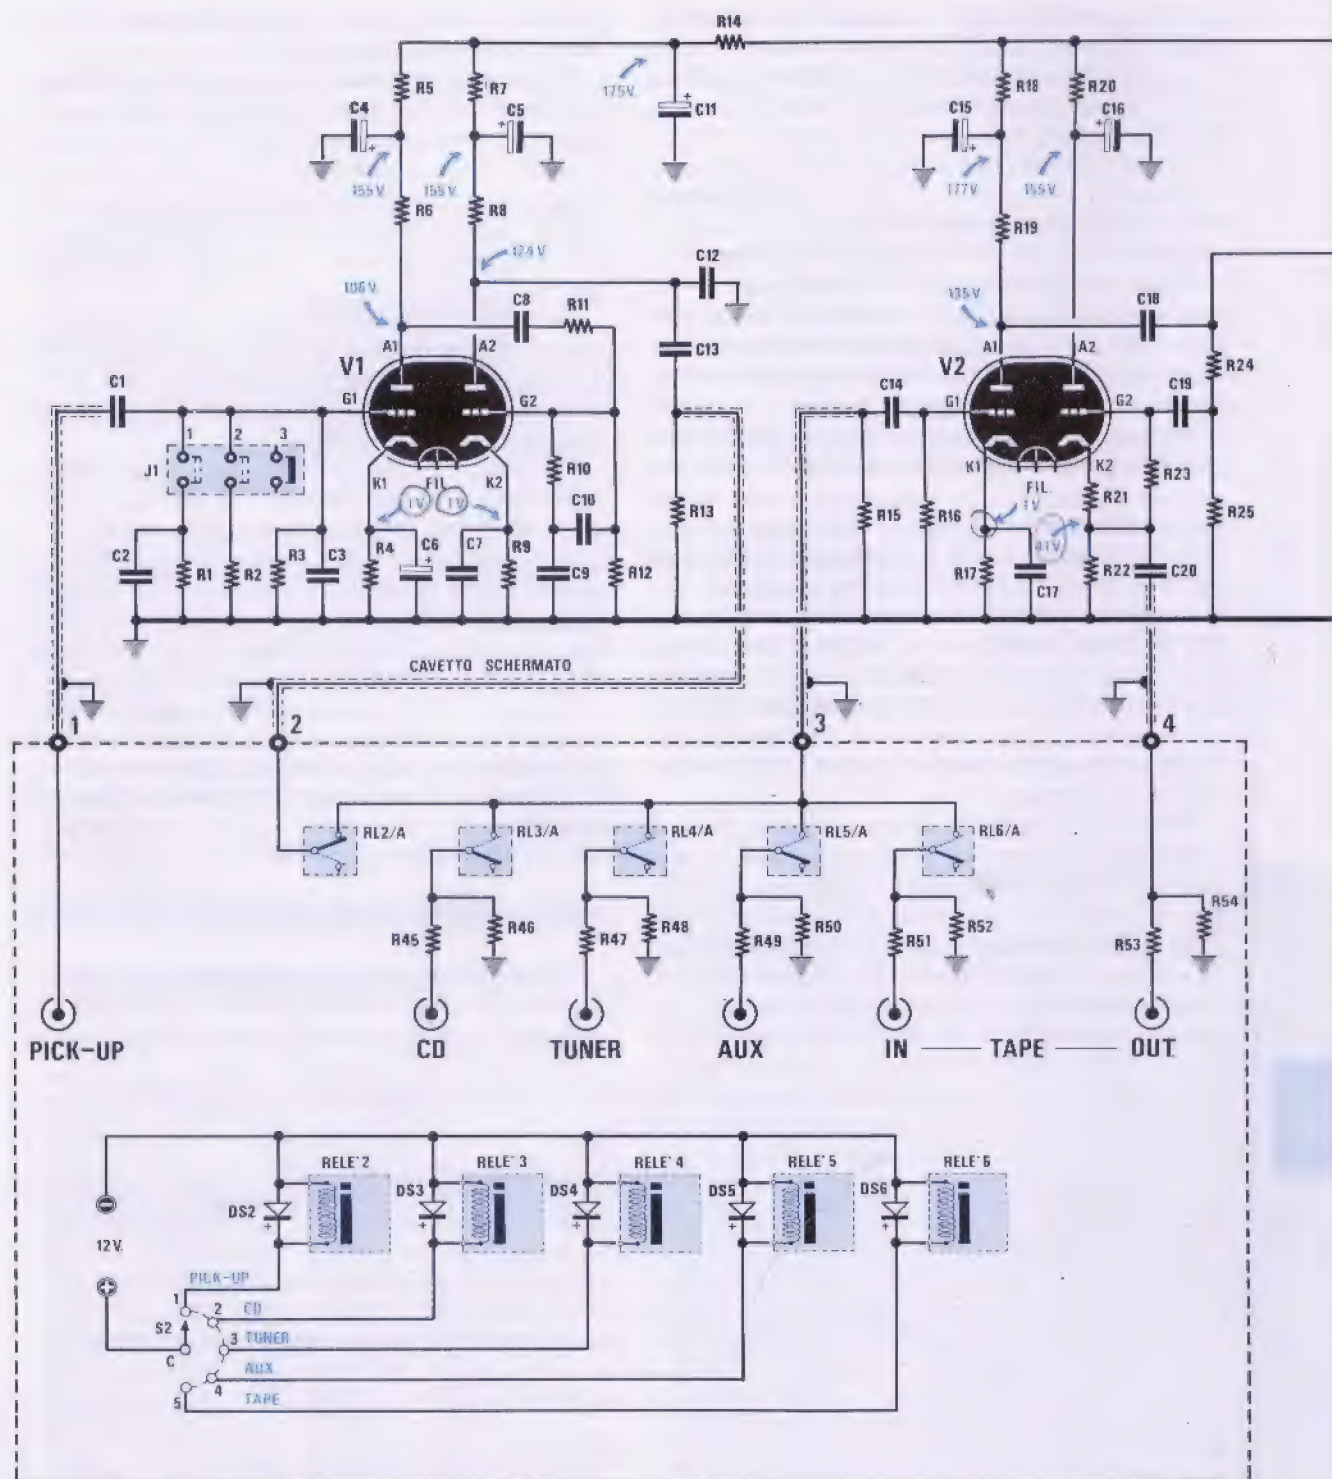 R14
R5
R7
R18
R20
C4
C5
175V
C11
C15
C16
155V
155V
177V
155V
R6
R8
R19
124V
C12
106V
C8
R11
135V
C18
C13
A1
A2
A1
A2
V1
V2
R24
C1
C14
C19
G1
G2
G1
G2
1
2
3
J1
R10
K1
FIL.
K2
K1
FIL.
K2
R23
R21
1V
1V
1V
C10
R13
R15
R16
R25
41V
C2
R1
R2
R3
C3
R4
C6
C7
R9
C9
R12
R17
C17
R22
C20
CAVETTO SCHERMATO
1
2
3
4
RL2/A
RL3/A
RL4/A
RL5/A
RL6/A
R45
R46
R47
R48
R49
R50
R51
R52
R53
R54
PICK-UP
CD
TUNER
AUX
IN — TAPE — OUT
RELE' 2
RELE' 3
RELE' 4
RELE' 5
RELE' 6
DS2
DS3
DS4
DS5
DS6
+
+
+
+
+
12V.
PICK-UP
1
2
CD
S2
3
TUNER
C
AUX
4
5
TAPE